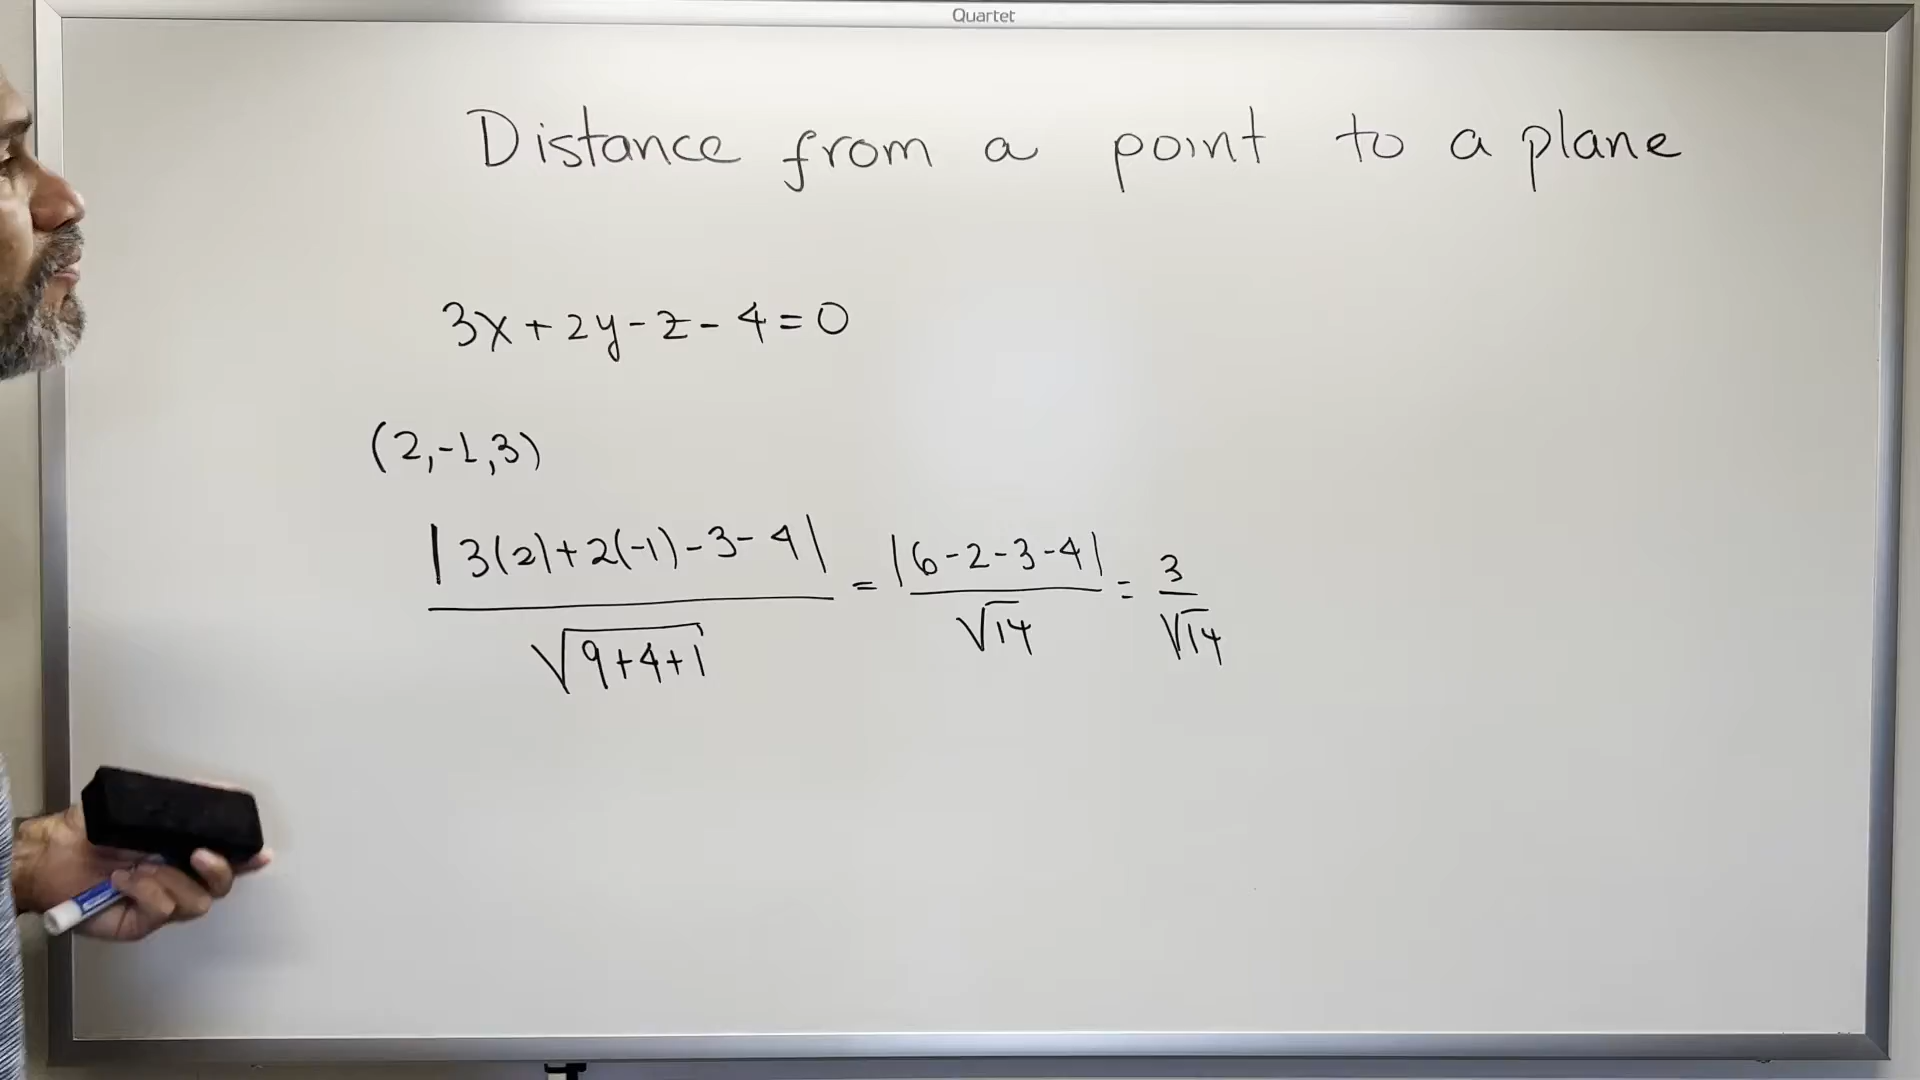 Quartet
Distance from a point to a plane
3x+2y-z-4=0
(2,-1,3)
|3(2)+2(-1)-3-4| / √9+4+1 = |6-2-3-4| / √14 = 3 / √14